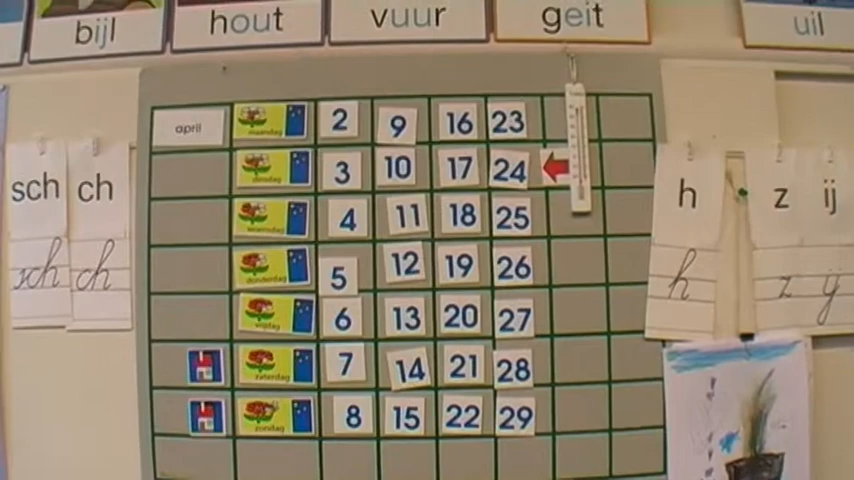 bijl hout vuur geit uil
april maandag 2 9 16 23
dinsdag 3 10 17 24
woensdag 4 11 18 25
donderdag 5 12 19 26
vrijdag 6 13 20 27
zaterdag 7 14 21 28
zondag 8 15 22 29
sch ch
sch ch
h z ij
h z ij